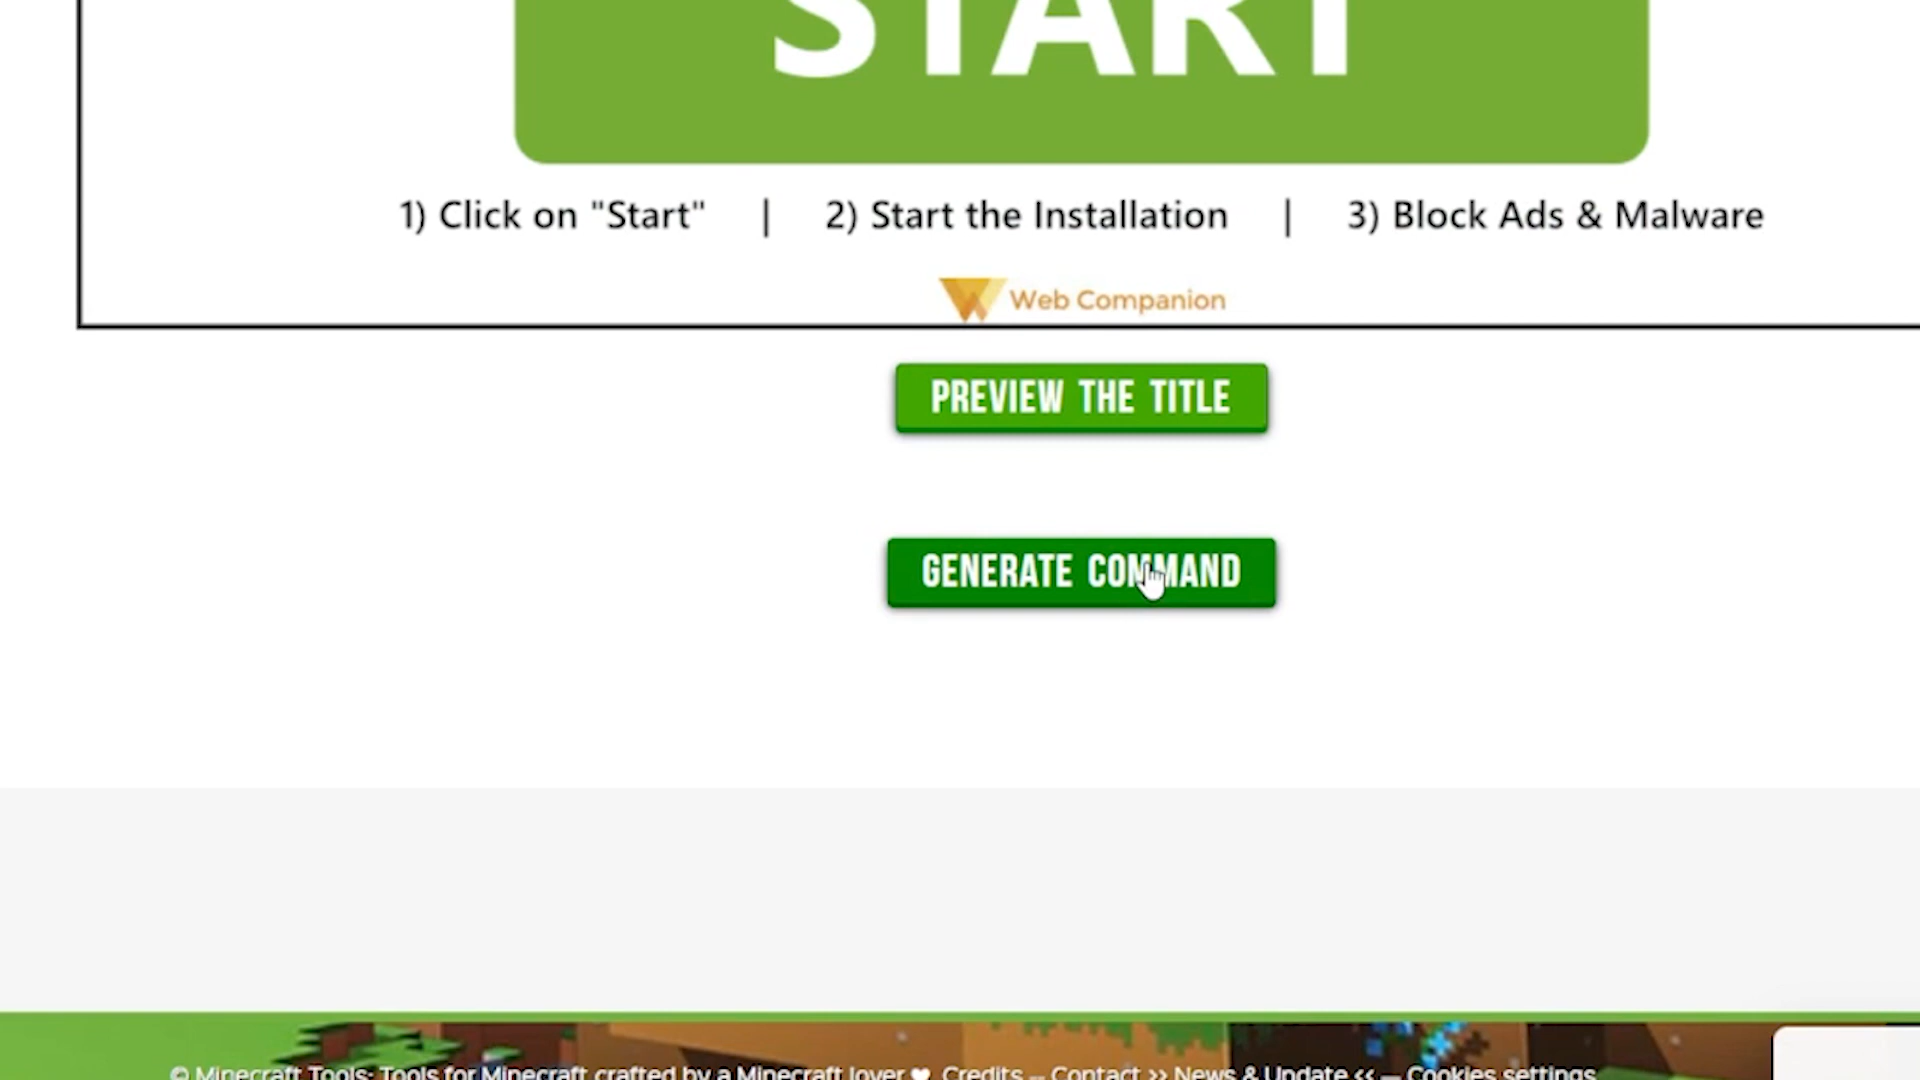 START
1) Click on "Start" | 2) Start the Installation | 3) Block Ads & Malware
Web Companion
PREVIEW THE TITLE
GENERATE COMMAND
© Minecraft Tools: Tools for Minecraft crafted by a Minecraft lover ❤ Credits -- Contact >> News & Update << -- Cookies settings